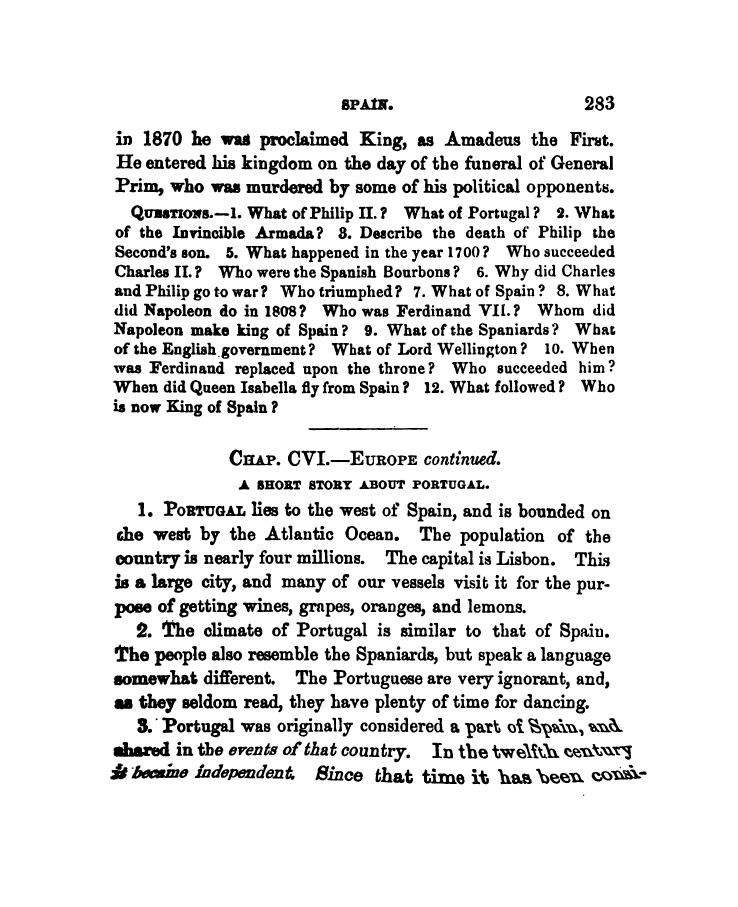 SPAIN. 283
in 1870 he was proclaimed King, as Amadeus the First.
He entered his kingdom on the day of the funeral of General
Prim, who was murdered by some of his political opponents.
QUESTIONS.—1. What of Philip II.? What of Portugal? 2. What
of the Invincible Armada? 3. Describe the death of Philip the
Second's son. 5. What happened in the year 1700? Who succeeded
Charles II.? Who were the Spanish Bourbons? 6. Why did Charles
and Philip go to war? Who triumphed? 7. What of Spain? 8. What
did Napoleon do in 1808? Who was Ferdinand VII.? Whom did
Napoleon make king of Spain? 9. What of the Spaniards? What
of the English government? What of Lord Wellington? 10. When
was Ferdinand replaced upon the throne? Who succeeded him?
When did Queen Isabella fly from Spain? 12. What followed? Who
is now King of Spain?
CHAP. CVI.—EUROPE continued.
A SHORT STORY ABOUT PORTUGAL.
1. PORTUGAL lies to the west of Spain, and is bounded on
the west by the Atlantic Ocean. The population of the
country is nearly four millions. The capital is Lisbon. This
is a large city, and many of our vessels visit it for the pur-
pose of getting wines, grapes, oranges, and lemons.
2. The climate of Portugal is similar to that of Spain.
The people also resemble the Spaniards, but speak a language
somewhat different. The Portuguese are very ignorant, and,
as they seldom read, they have plenty of time for dancing.
3. Portugal was originally considered a part of Spain, and
shared in the events of that country. In the twelfth century
it became independent. Since that time it has been consi-